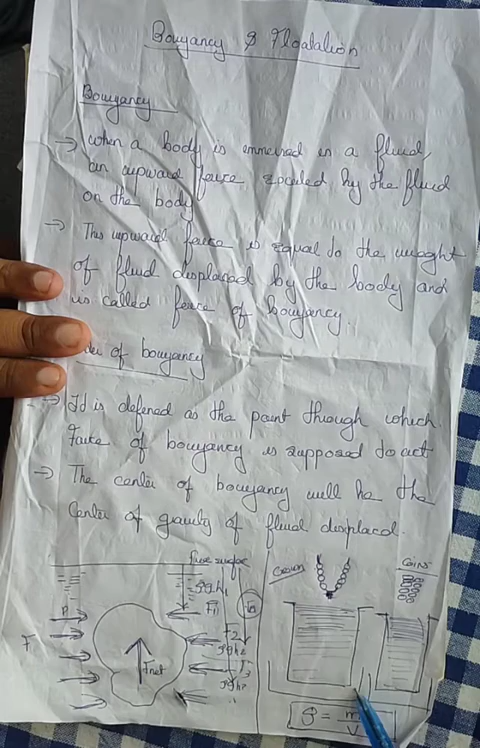 Bouyancy & Floatation
Bouyancy
→ When a body is immersed in a fluid,
an upward force exerted by the fluid
on the body
→ This upward force is equal to the weight
of fluid displaced by the body and
is called force of bouyancy.
of bouyancy
→ It is defined as the point through which
Force of bouyancy is supposed to act
→ The center of bouyancy will be the
Center of gravity of fluid displaced.
free surface
Crown
Coins
ρgh1
F1
P
F
F2
ρgh2
Fnet
ρ = m
V